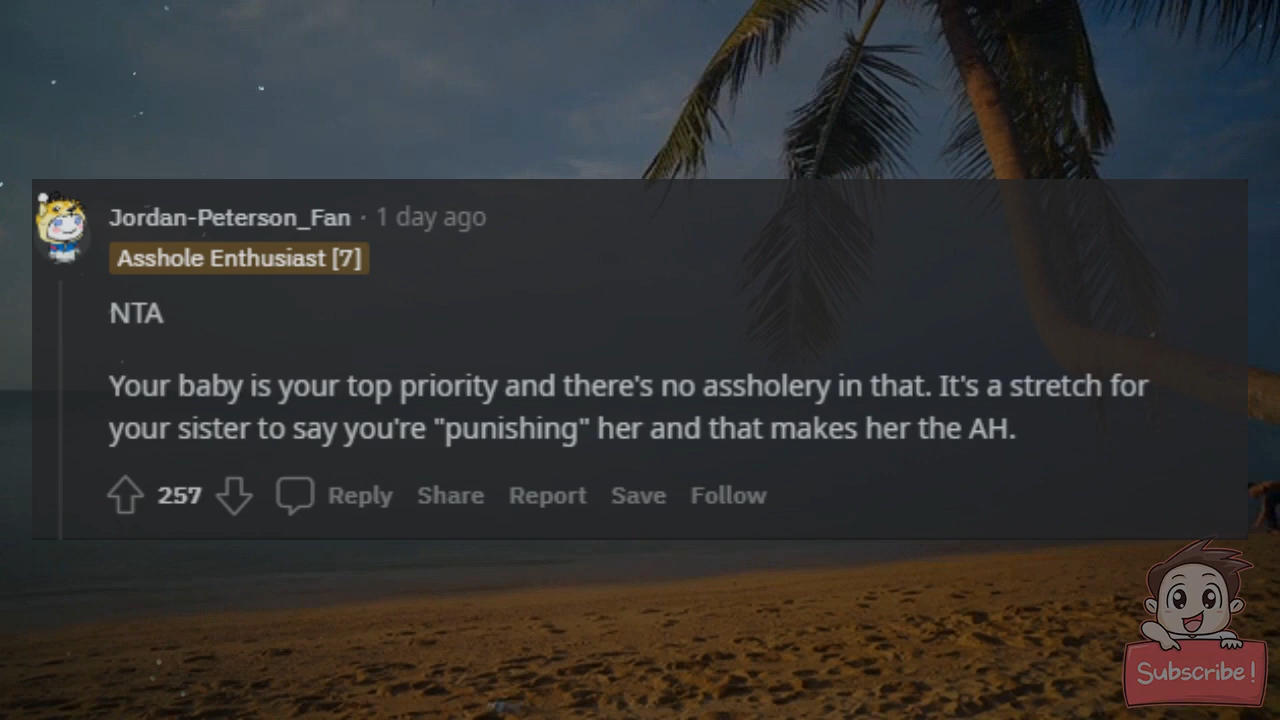 Jordan-Peterson_Fan · 1 day ago
Asshole Enthusiast [7]
NTA
Your baby is your top priority and there's no assholery in that. It's a stretch for
your sister to say you're "punishing" her and that makes her the AH.
257 Reply Share Report Save Follow
Subscribe!